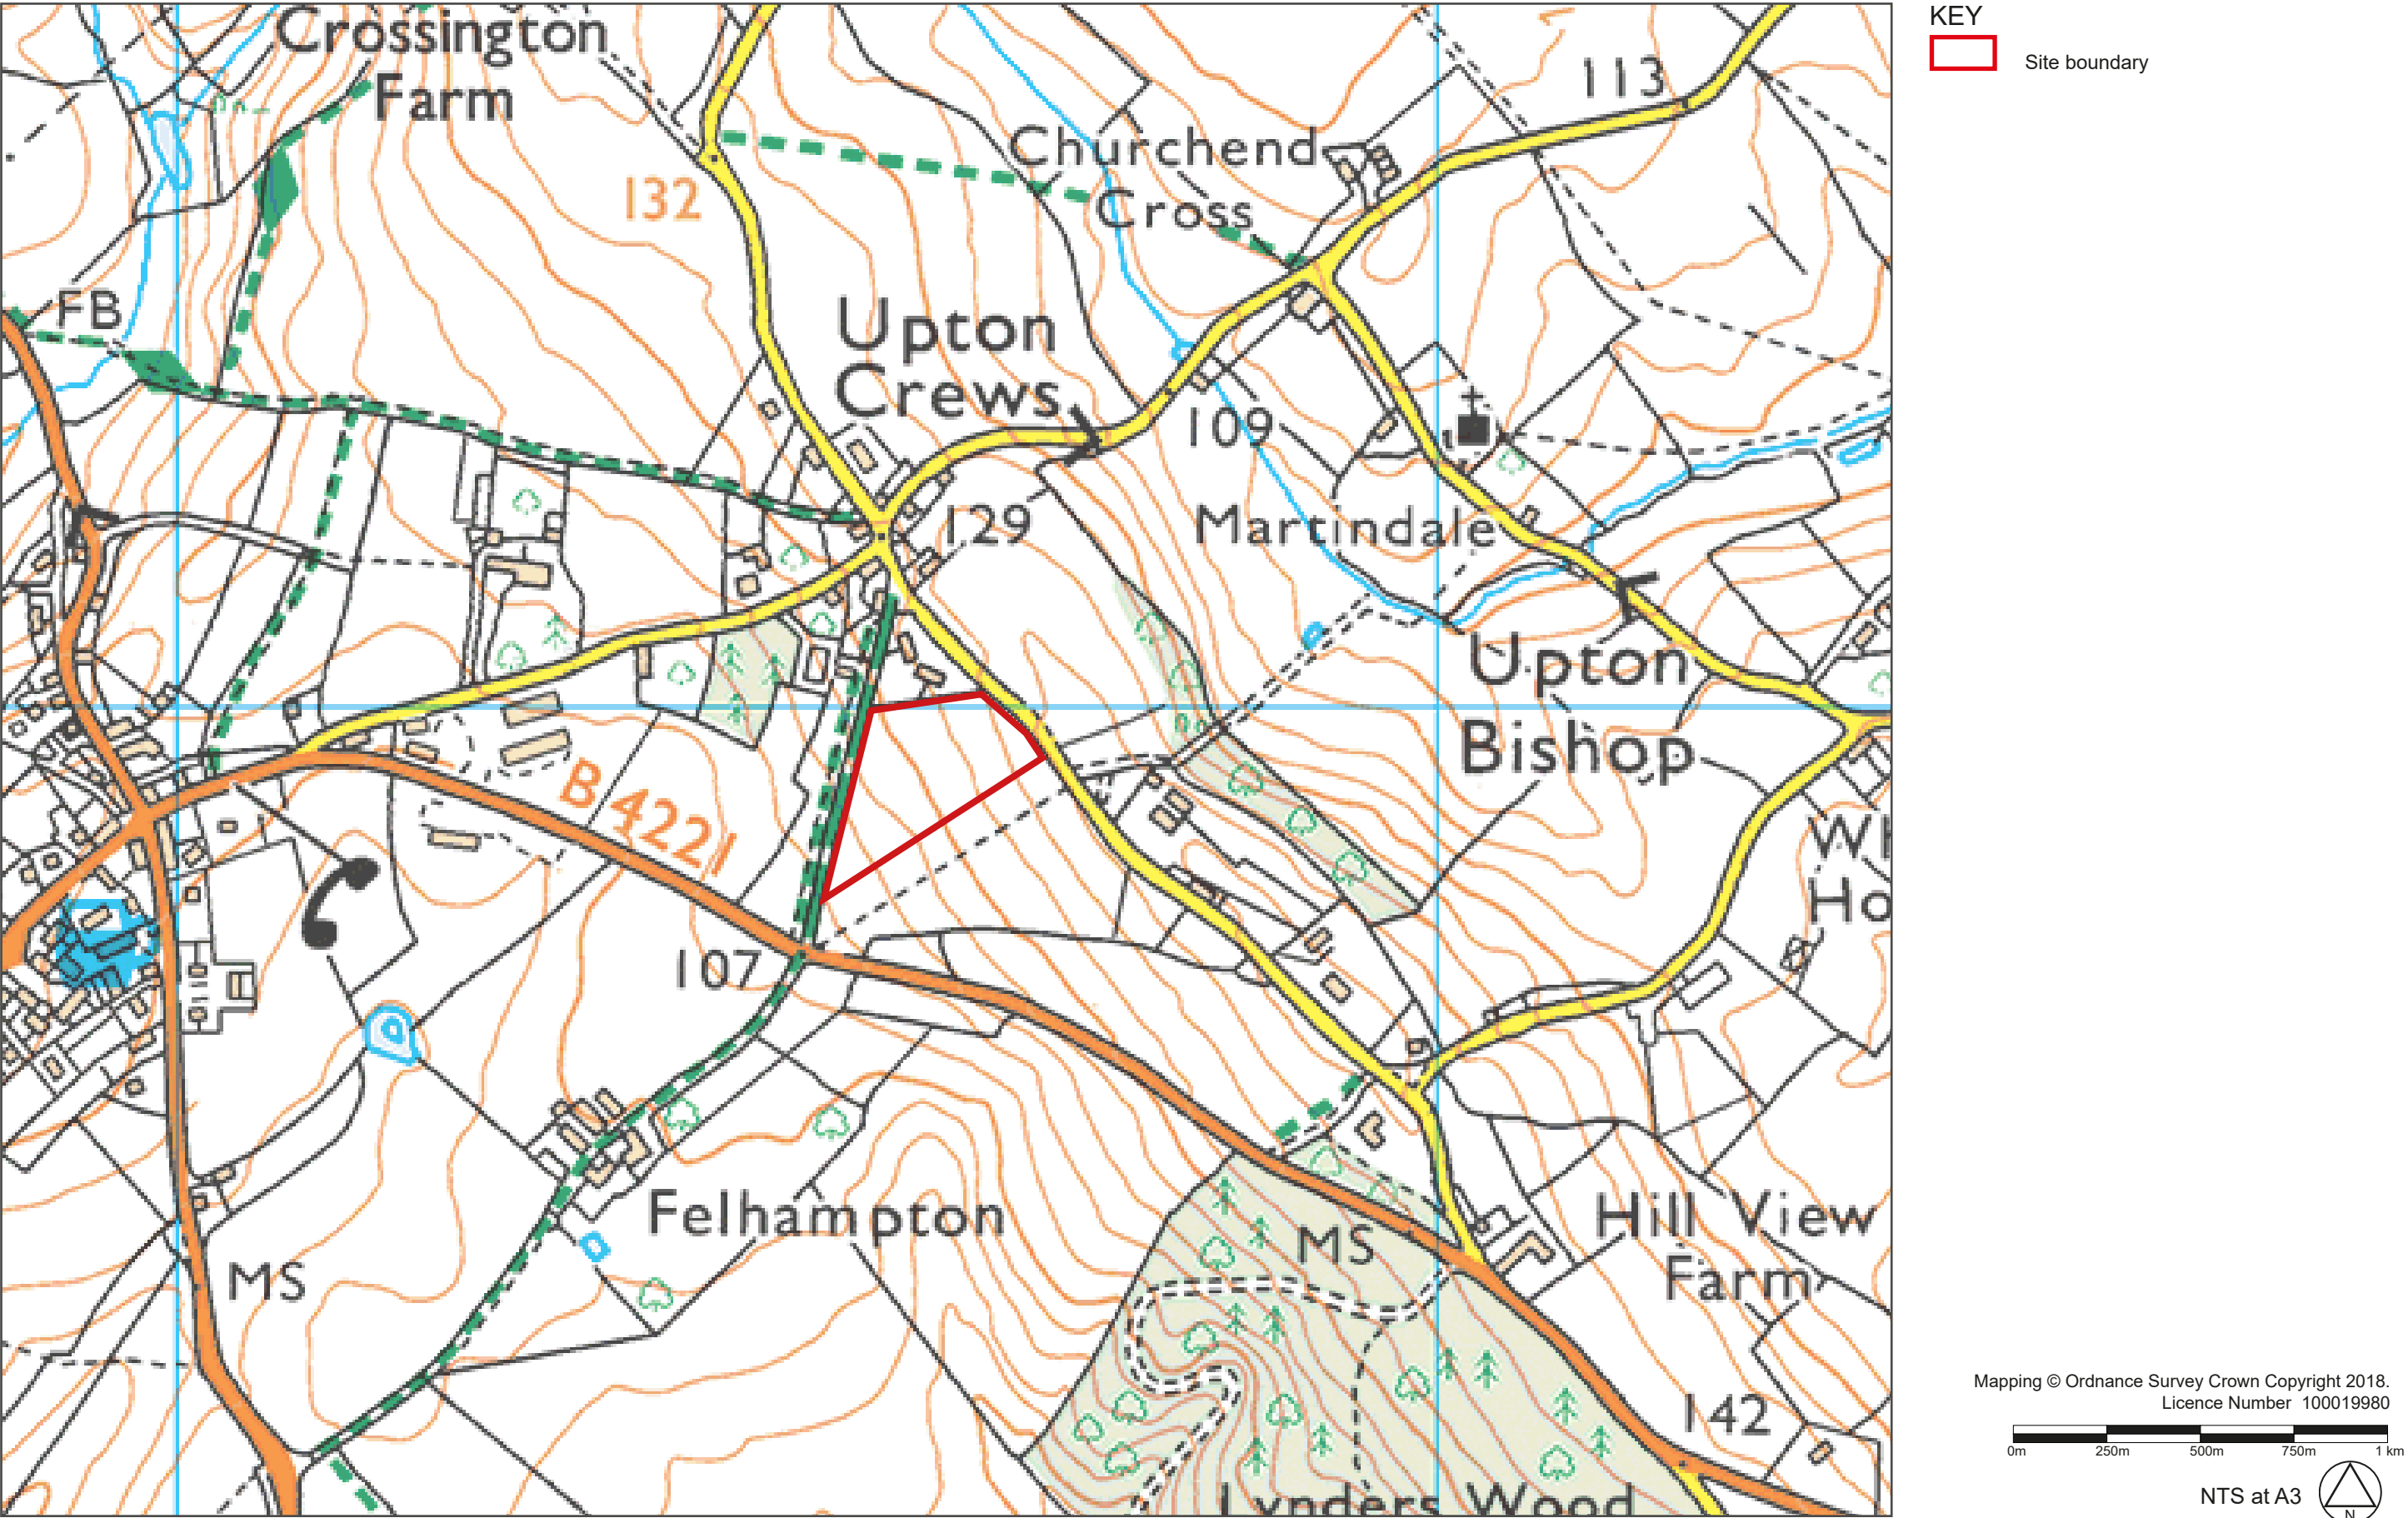 Crossington
Farm
132
113
Churchend
Cross
FB
Upton
Crews
109
129
Martindale
Upton
Bishop
B 4221
107
Felhampton
MS
MS
Hill View
Farm
142
Lynders Wood
KEY
Site boundary
Mapping © Ordnance Survey Crown Copyright 2018.
Licence Number 100019980
0m 250m 500m 750m 1 km
NTS at A3
N